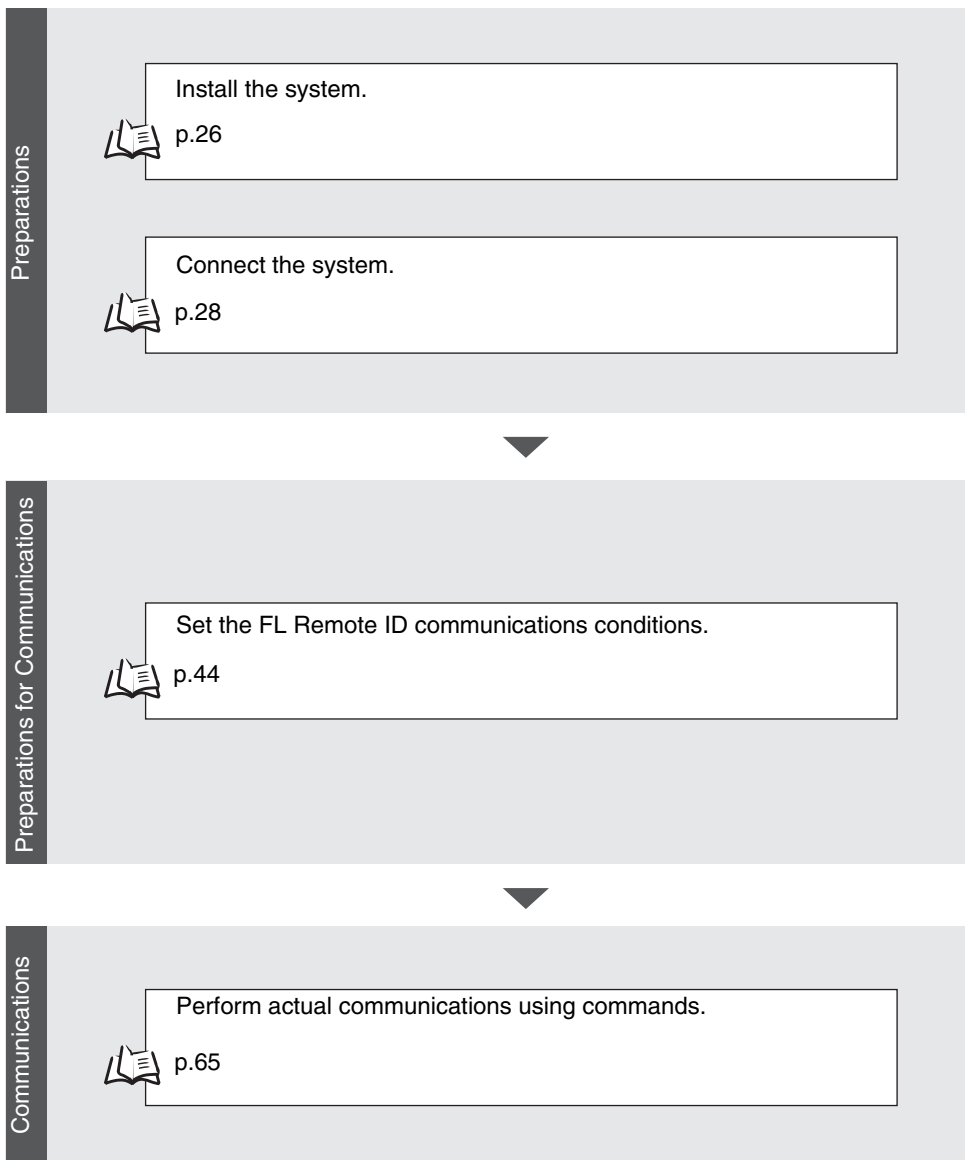 Preparations
Install the system.
p.26
Connect the system.
p.28
Preparations for Communications
Set the FL Remote ID communications conditions.
p.44
Communications
Perform actual communications using commands.
p.65